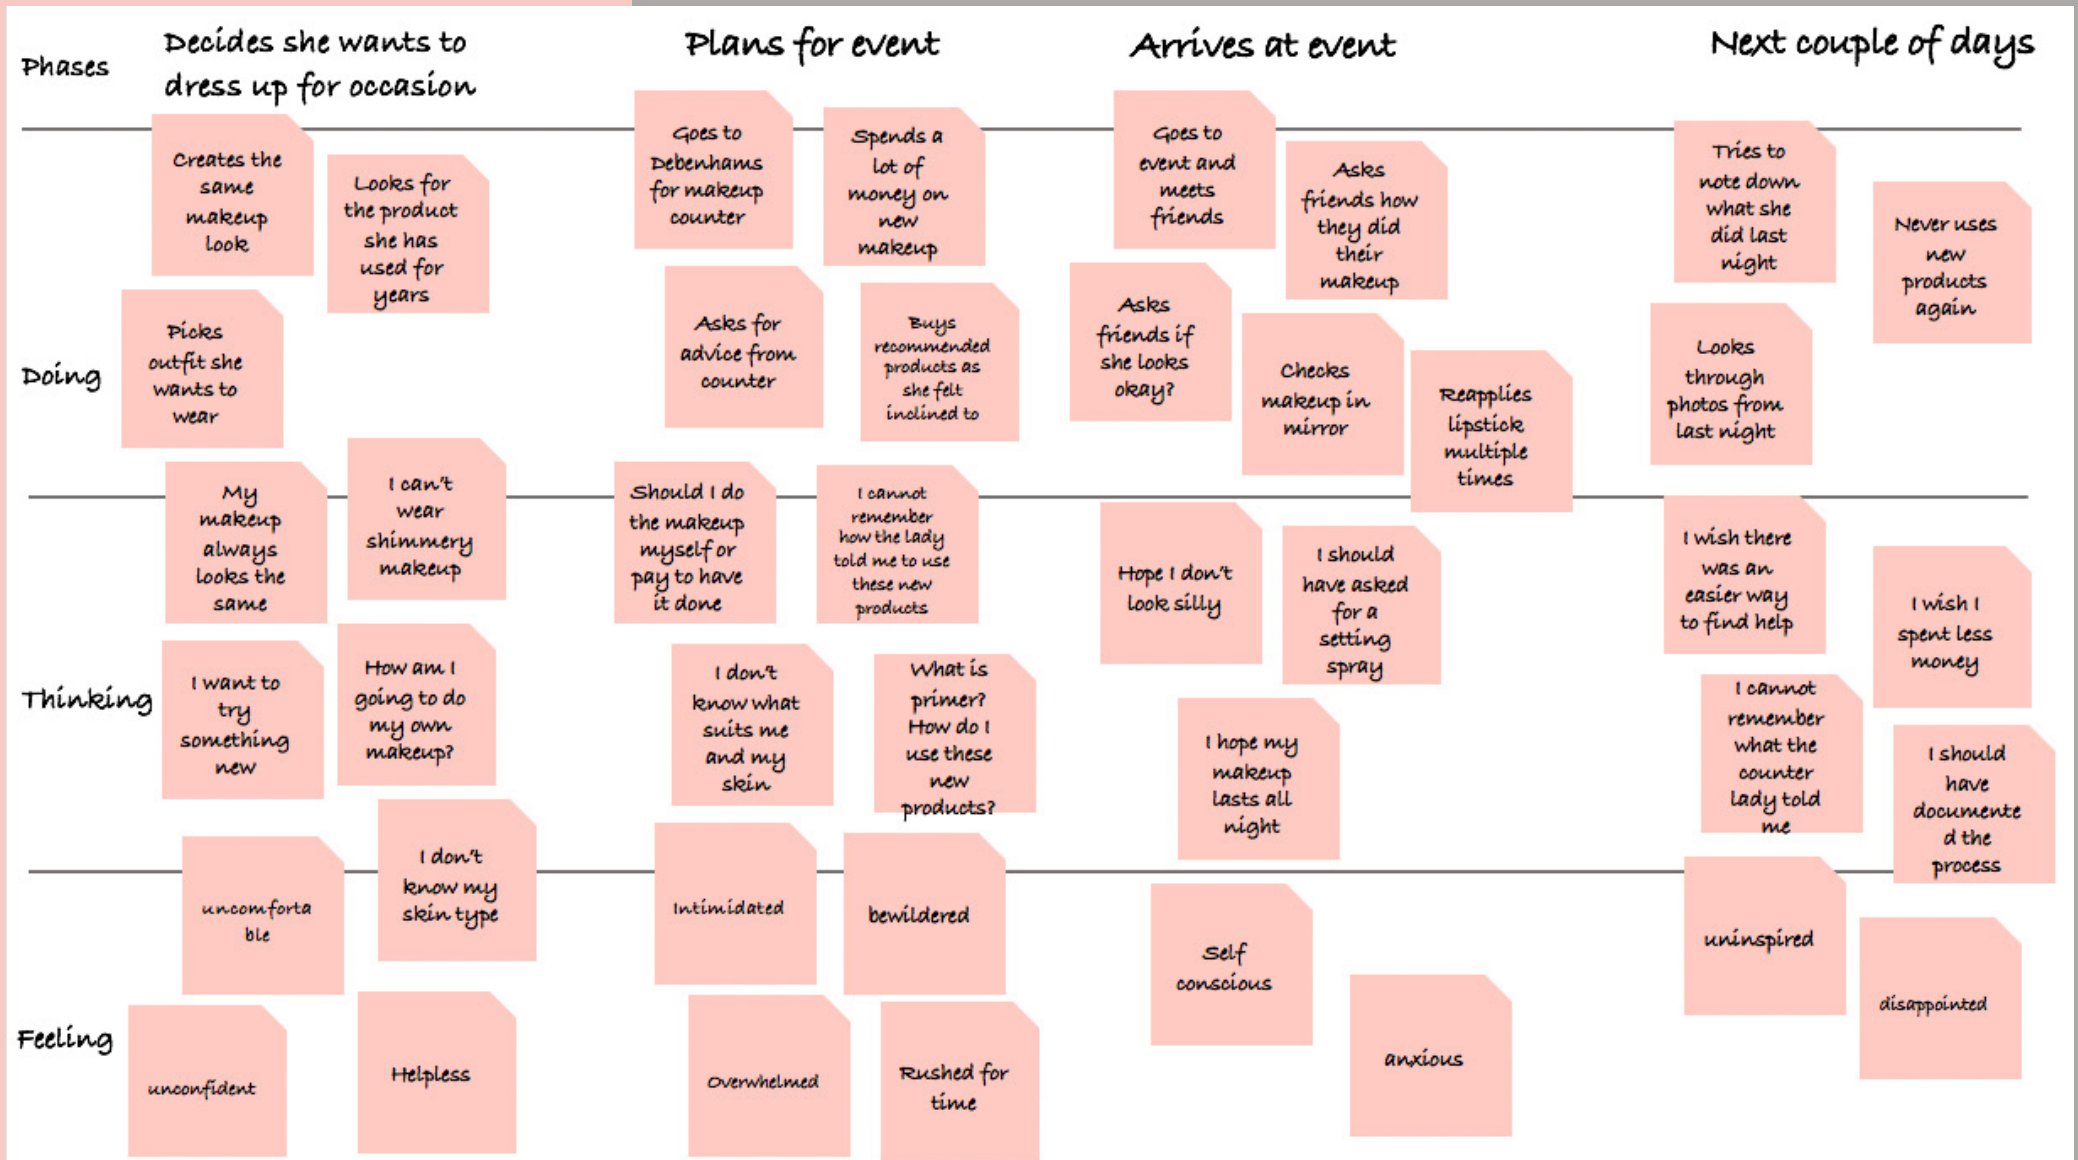 Phases
Decides she wants to
dress up for occasion
Plans for event
Arrives at event
Next couple of days
Doing
Creates the
same
makeup
look
Looks for
the product
she has
used for
years
Picks
outfit she
wants to
wear
Goes to
Debenhams
for makeup
counter
Spends a
lot of
money on
new
makeup
Asks for
advice from
counter
Buys
recommended
products as
she felt
inclined to
Goes to
event and
meets
friends
Asks
friends how
they did
their
makeup
Asks
friends if
she looks
okay?
Checks
makeup in
mirror
Reapplies
lipstick
multiple
times
Tries to
note down
what she
did last
night
Never uses
new
products
again
Looks
through
photos from
last night
Thinking
My
makeup
always
looks the
same
I can't
wear
shimmery
makeup
I want to
try
something
new
How am I
going to do
my own
makeup?
I don't
know my
skin type
Should I do
the makeup
myself or
pay to have
it done
I cannot
remember
how the lady
told me to use
these new
products
I don't
know what
suits me
and my
skin
What is
primer?
How do I
use these
new
products?
Hope I don't
look silly
I should
have asked
for a
setting
spray
I hope my
makeup
lasts all
night
I wish there
was an
easier way
to find help
I wish I
spent less
money
I cannot
remember
what the
counter
lady told
me
I should
have
documente
d the
process
Feeling
uncomforta
ble
unconfident
Helpless
Intimidated
bewildered
Overwhelmed
Rushed for
time
Self
conscious
anxious
uninspired
disappointed